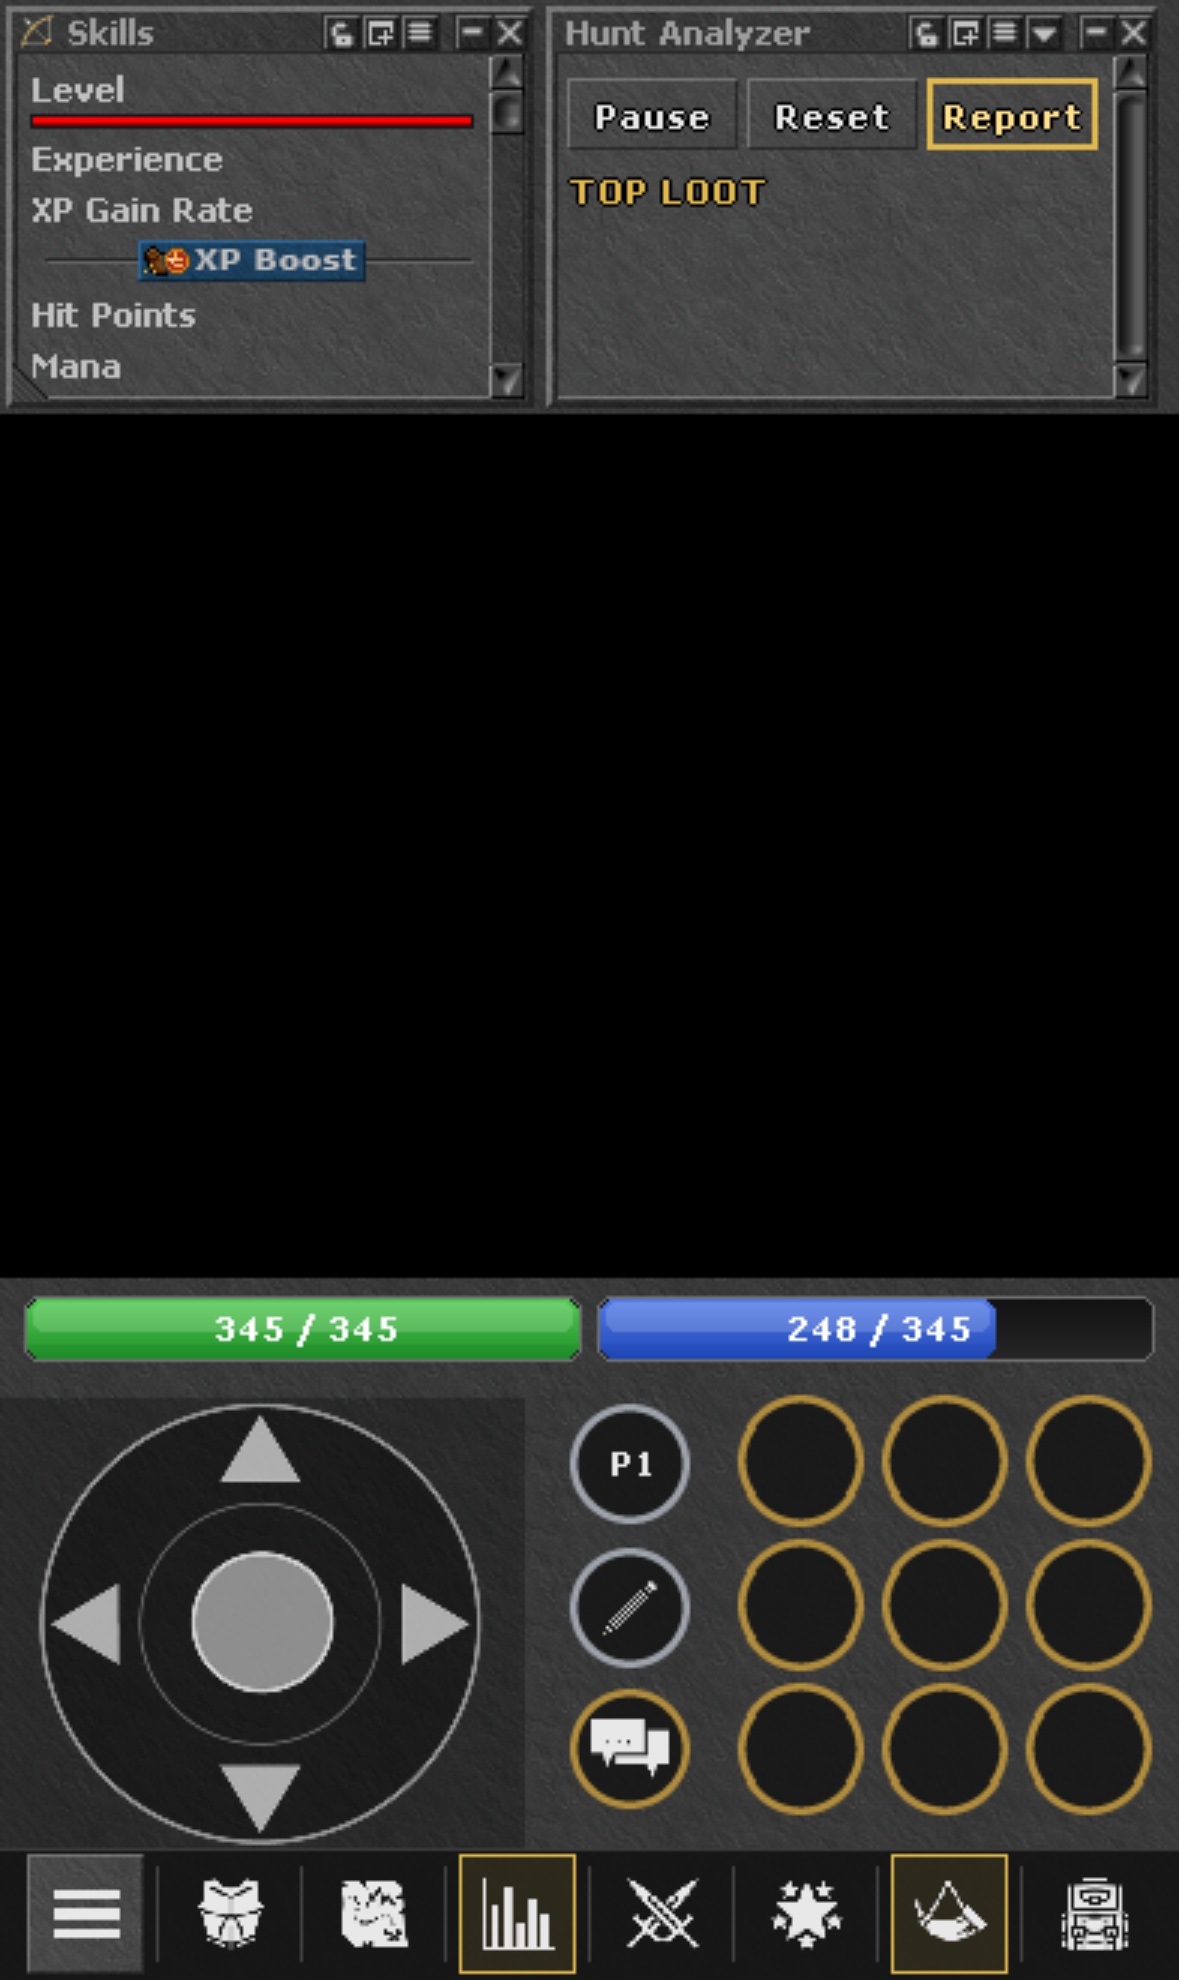 Skills
Level
Experience
XP Gain Rate
XP Boost
Hit Points
Mana
Hunt Analyzer
Pause Reset Report
TOP LOOT
345 / 345
248 / 345
P1